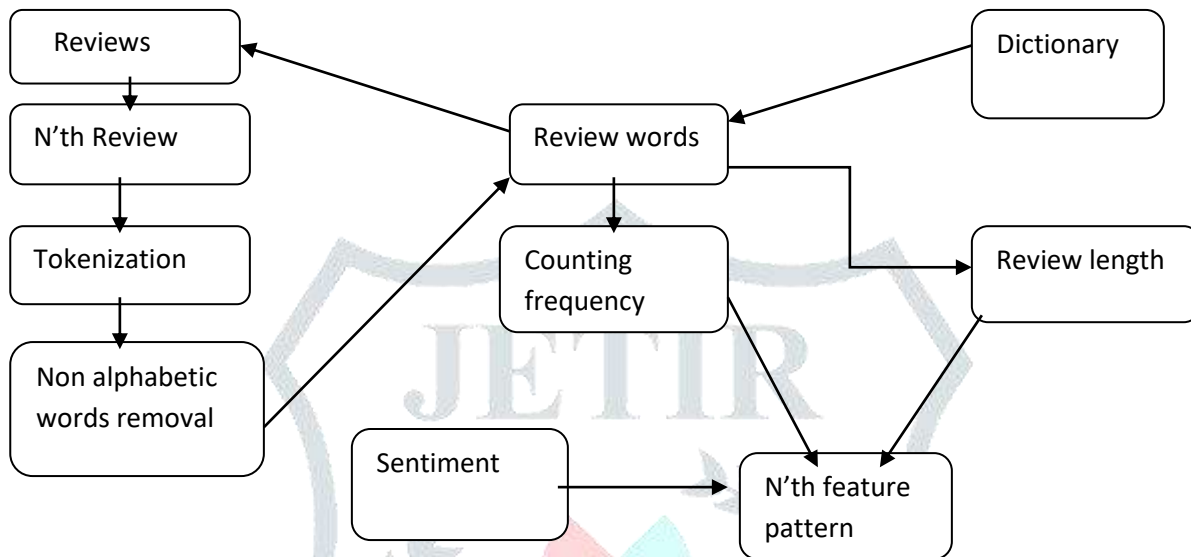 Reviews
Dictionary
N’th Review
Review words
Tokenization
Counting
frequency
Review length
Non alphabetic
words removal
JETIR
Sentiment
N’th feature
pattern